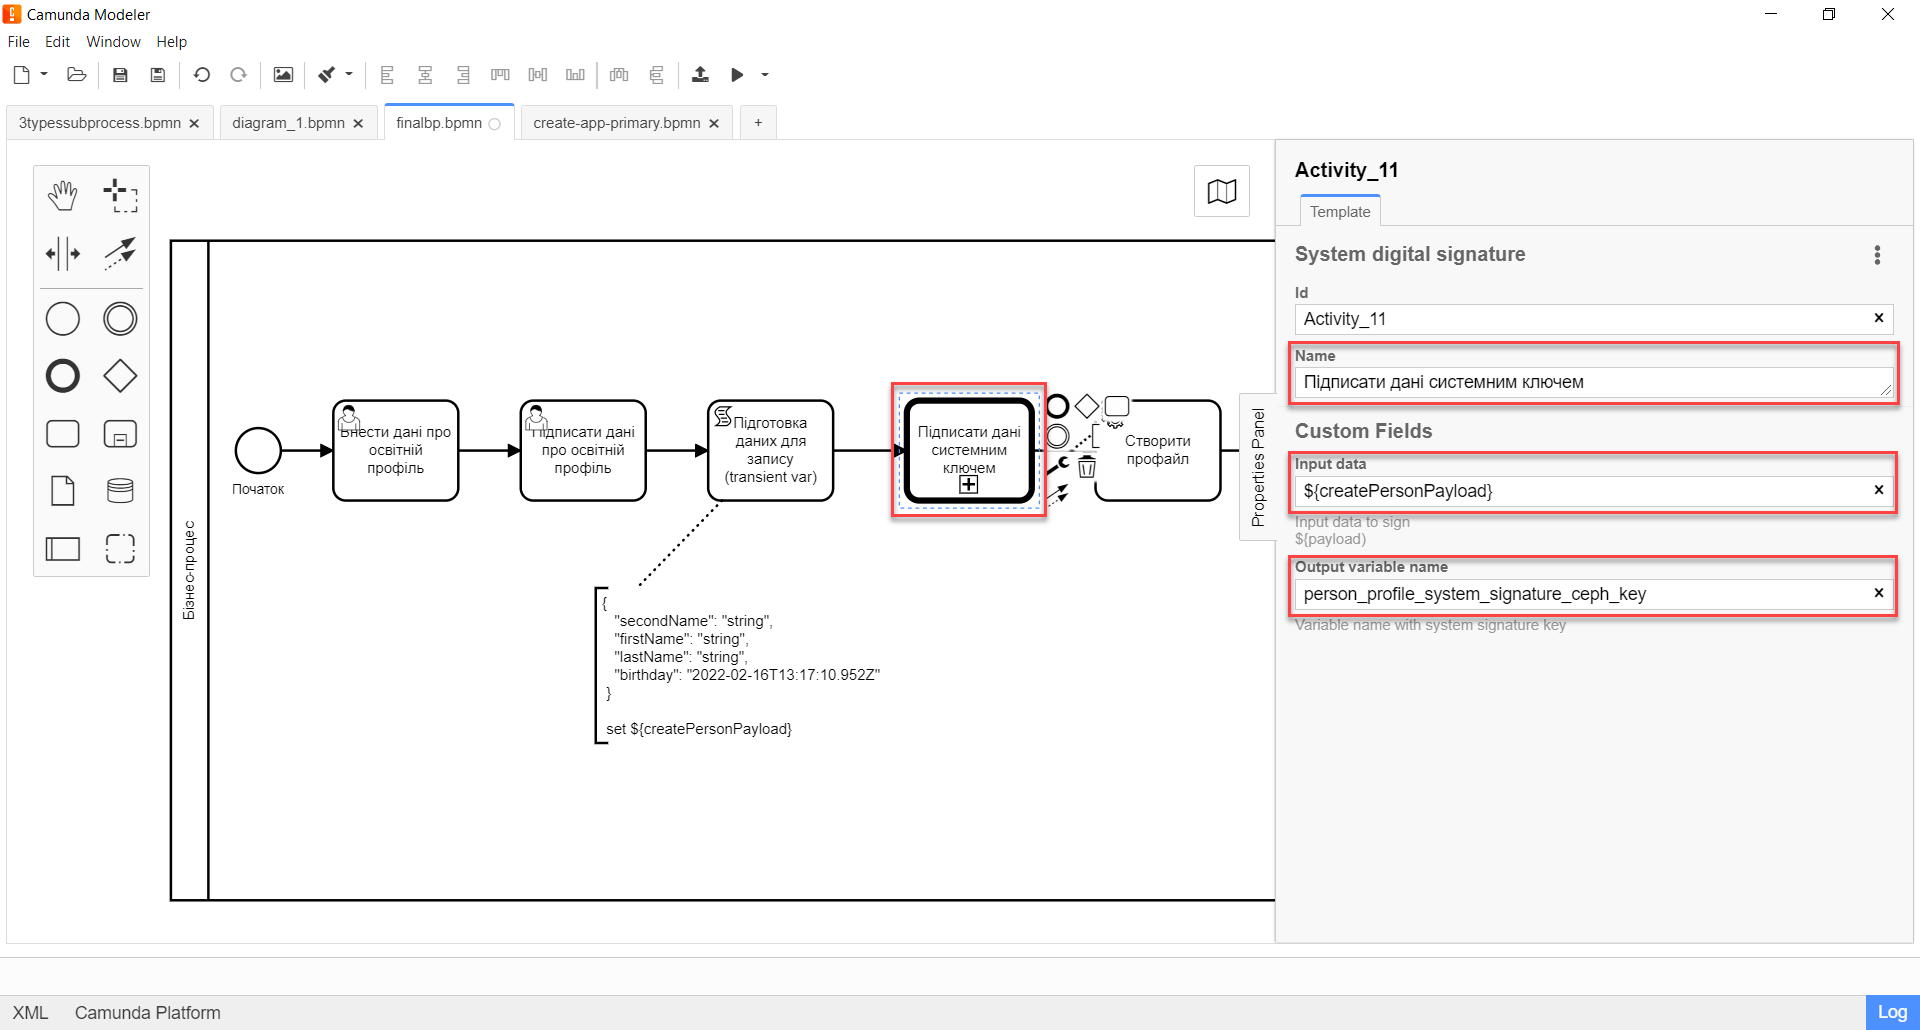 Camunda Modeler
File Edit Window Help
3typessubprocess.bpmn
diagram_1.bpmn
finalbp.bpmn
create-app-primary.bpmn
+
Бізнес-процес
Початок
Внести дані про
освітній
профіль
Підписати дані
про освітній
профіль
Підготовка
даних для
запису
(transient var)
Підписати дані
системним
ключем
Створити
профайл
{
"secondName": "string",
"firstName": "string",
"lastName": "string",
"birthday": "2022-02-16T13:17:10.952Z"
}
set ${createPersonPayload}
Properties Panel
Activity_11
Template
System digital signature
Id
Activity_11
Name
Підписати дані системним ключем
Custom Fields
Input data
${createPersonPayload}
Input data to sign
${payload}
Output variable name
person_profile_system_signature_ceph_key
Variable name with system signature key
XML Camunda Platform
Log